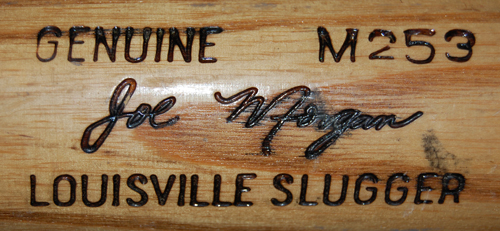 GENUINE M253
Joe Morgan
LOUISVILLE SLUGGER